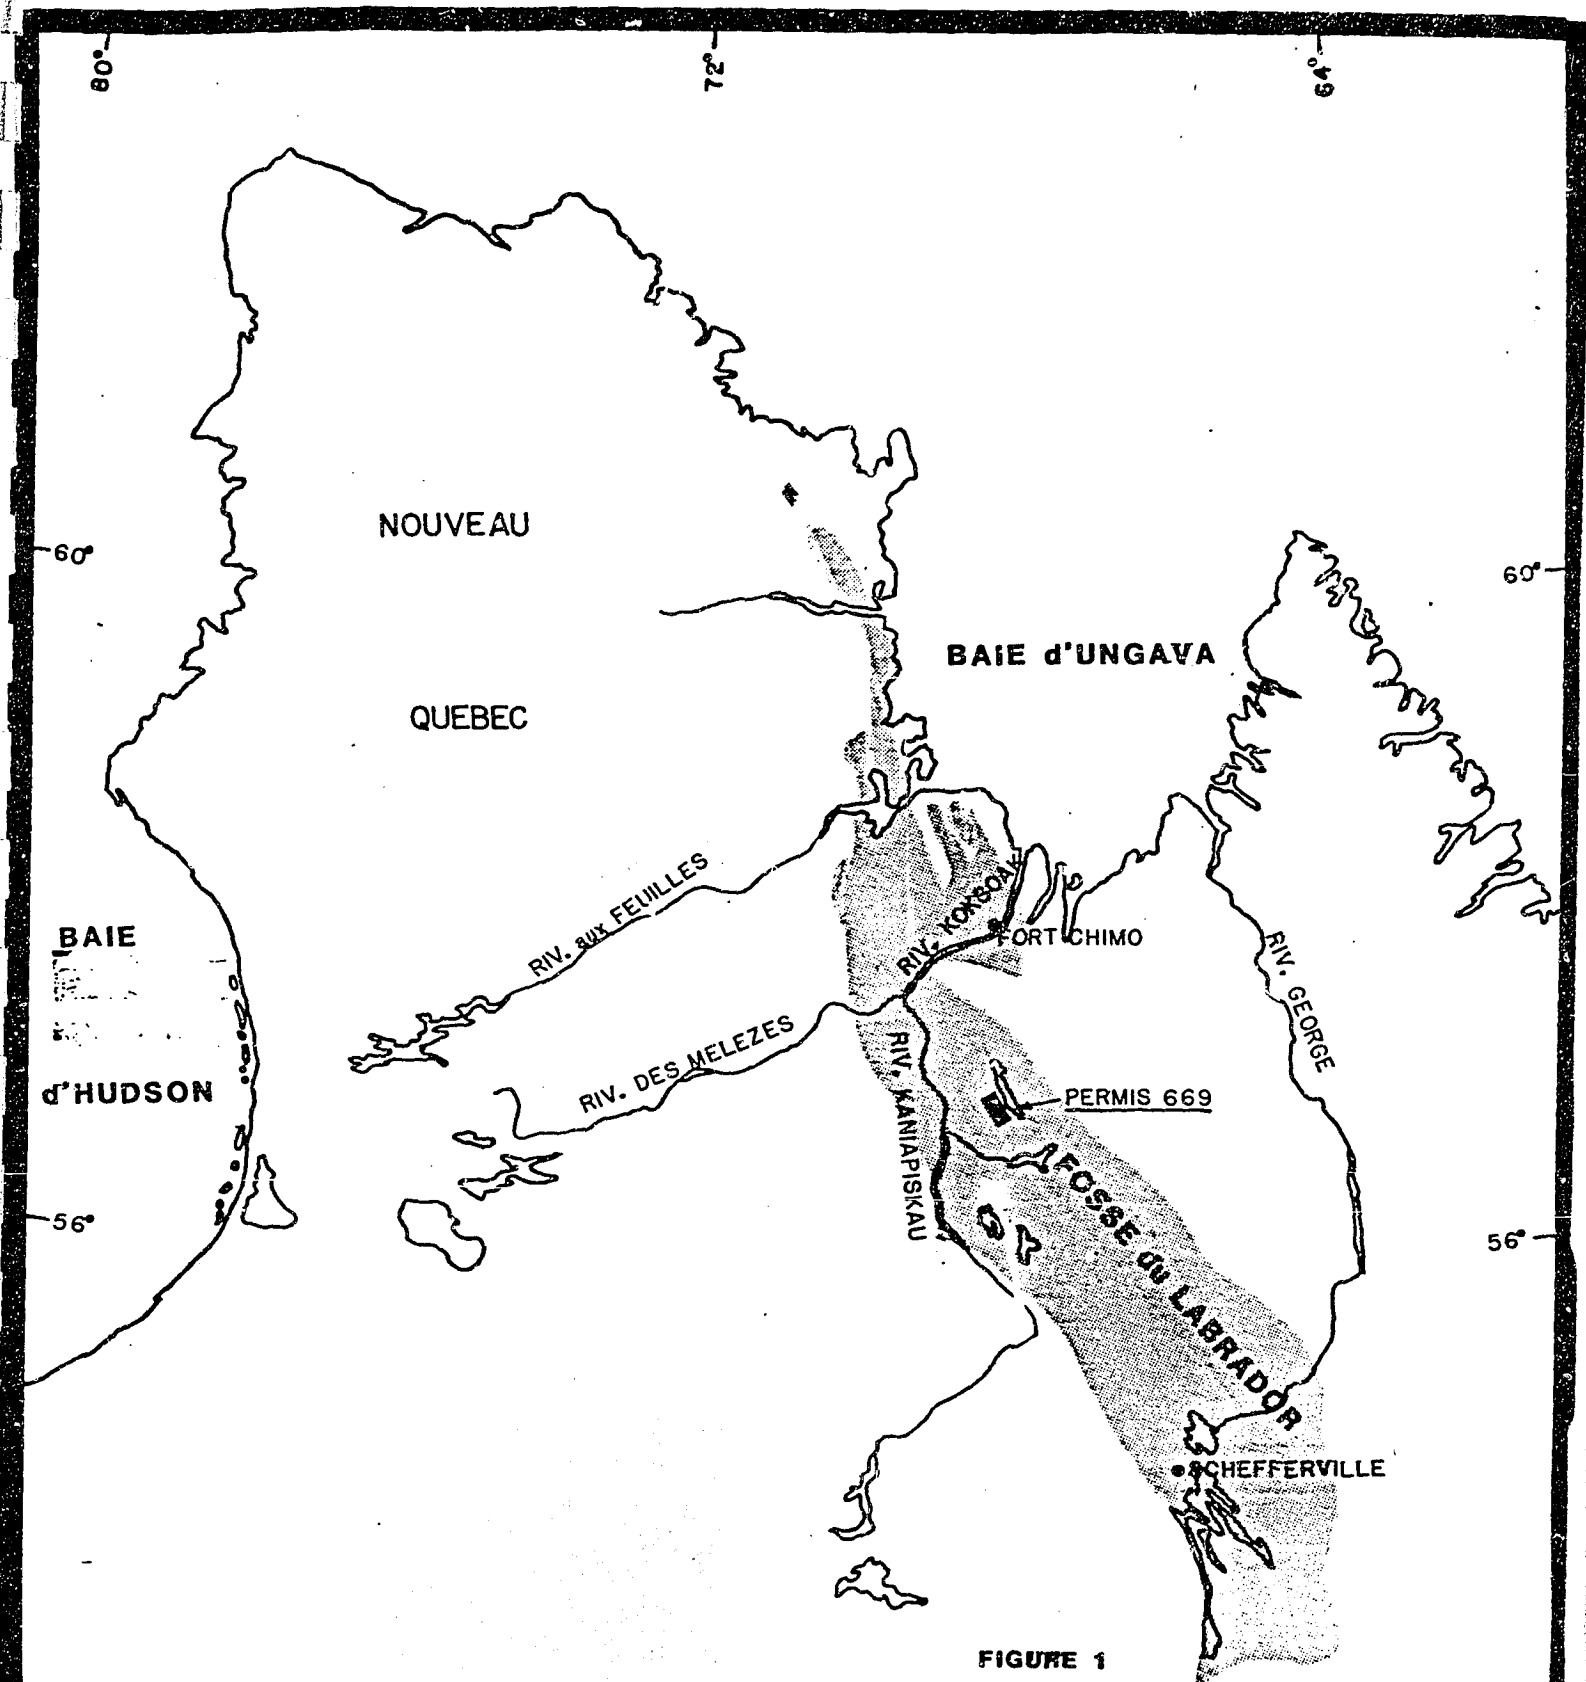 80°
72°
64°
NOUVEAU
60°
60°
BAIE d'UNGAVA
QUEBEC
RIV. aux FEUILLES
RIV. KOKSOAK
FORT CHIMO
BAIE
RIV. GEORGE
RIV. DES MELEZES
RIV. KANIAPISKAU
d'HUDSON
PERMIS 669
FOSSE du LABRADOR
56°
56°
SCHEFFERVILLE
FIGURE 1